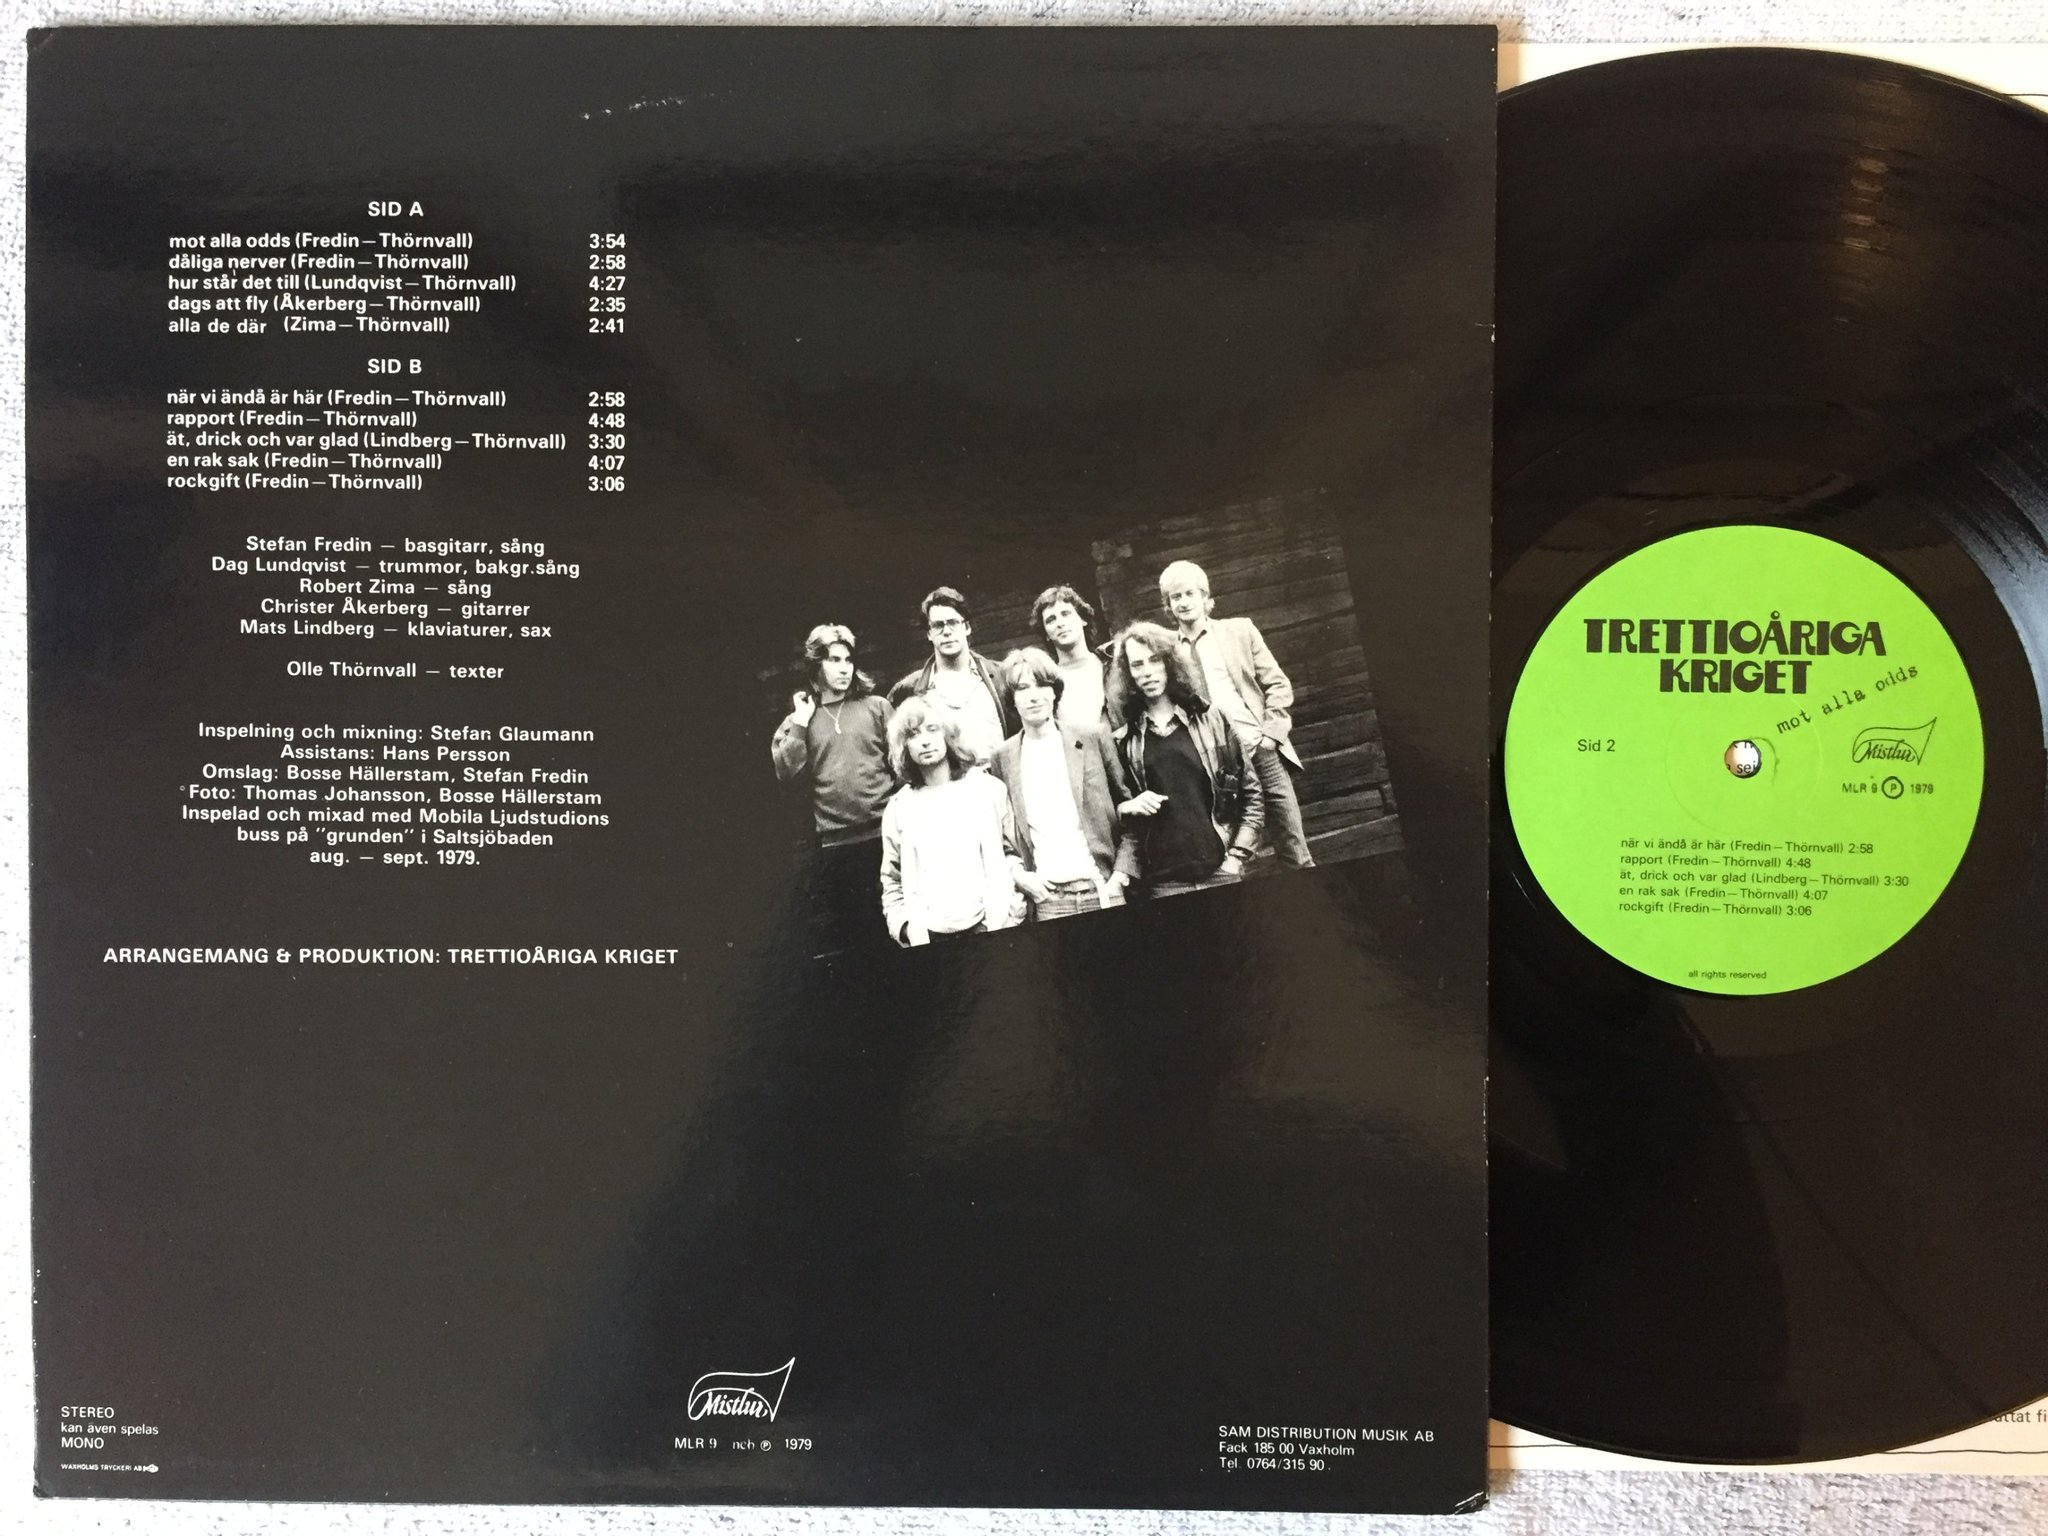 SID A
mot alla odds (Fredin—Thörnvall) 3:54
dåliga nerver (Fredin—Thörnvall) 2:58
hur står det till (Lundqvist—Thörnvall) 4:27
dags att fly (Åkerberg—Thörnvall) 2:35
alla de där (Zima—Thörnvall) 2:41
SID B
när vi ändå är här (Fredin—Thörnvall) 2:58
rapport (Fredin—Thörnvall) 4:48
ät, drick och var glad (Lindberg—Thörnvall) 3:30
en rak sak (Fredin—Thörnvall) 4:07
rockgift (Fredin—Thörnvall) 3:06
Stefan Fredin — basgitarr, sång
Dag Lundqvist — trummor, bakgr.sång
Robert Zima — sång
Christer Åkerberg — gitarrer
Mats Lindberg — klaviaturer, sax
Olle Thörnvall — texter
Inspelning och mixning: Stefan Glaumann
Assistans: Hans Persson
Omslag: Bosse Hällerstam, Stefan Fredin
Foto: Thomas Johansson, Bosse Hällerstam
Inspelad och mixad med Mobila Ljudstudions
buss på "grunden" i Saltsjöbaden
aug. — sept. 1979.
ARRANGEMANG & PRODUKTION: TRETTIOÅRIGA KRIGET
STEREO
kan även spelas
MONO
WAXHOLMS TRYCKERI AB
Mistlur
MLR 9 och ℗ 1979
SAM DISTRIBUTION MUSIK AB
Fack 185 00 Vaxholm
Tel. 0764/315 90.
TRETTIOÅRIGA
KRIGET
mot alla odds
Sid 2
Mistlur
MLR 9 ℗ 1979
när vi ändå är här (Fredin—Thörnvall) 2:58
rapport (Fredin—Thörnvall) 4:48
ät, drick och var glad (Lindberg—Thörnvall) 3:30
en rak sak (Fredin—Thörnvall) 4:07
rockgift (Fredin—Thörnvall) 3:06
all rights reserved